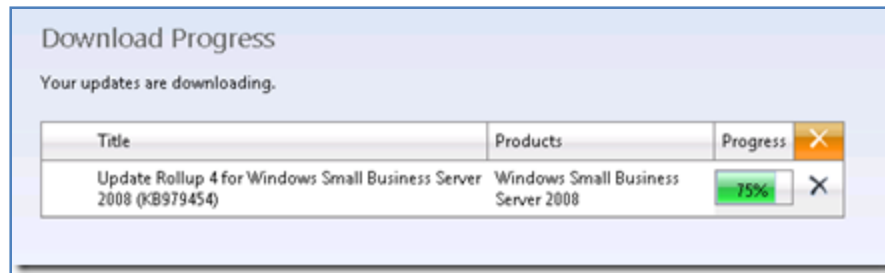 Download Progress
Your updates are downloading.
Title Products Progress
Update Rollup 4 for Windows Small Business Server Windows Small Business 75%
2008 (KB979454) Server 2008